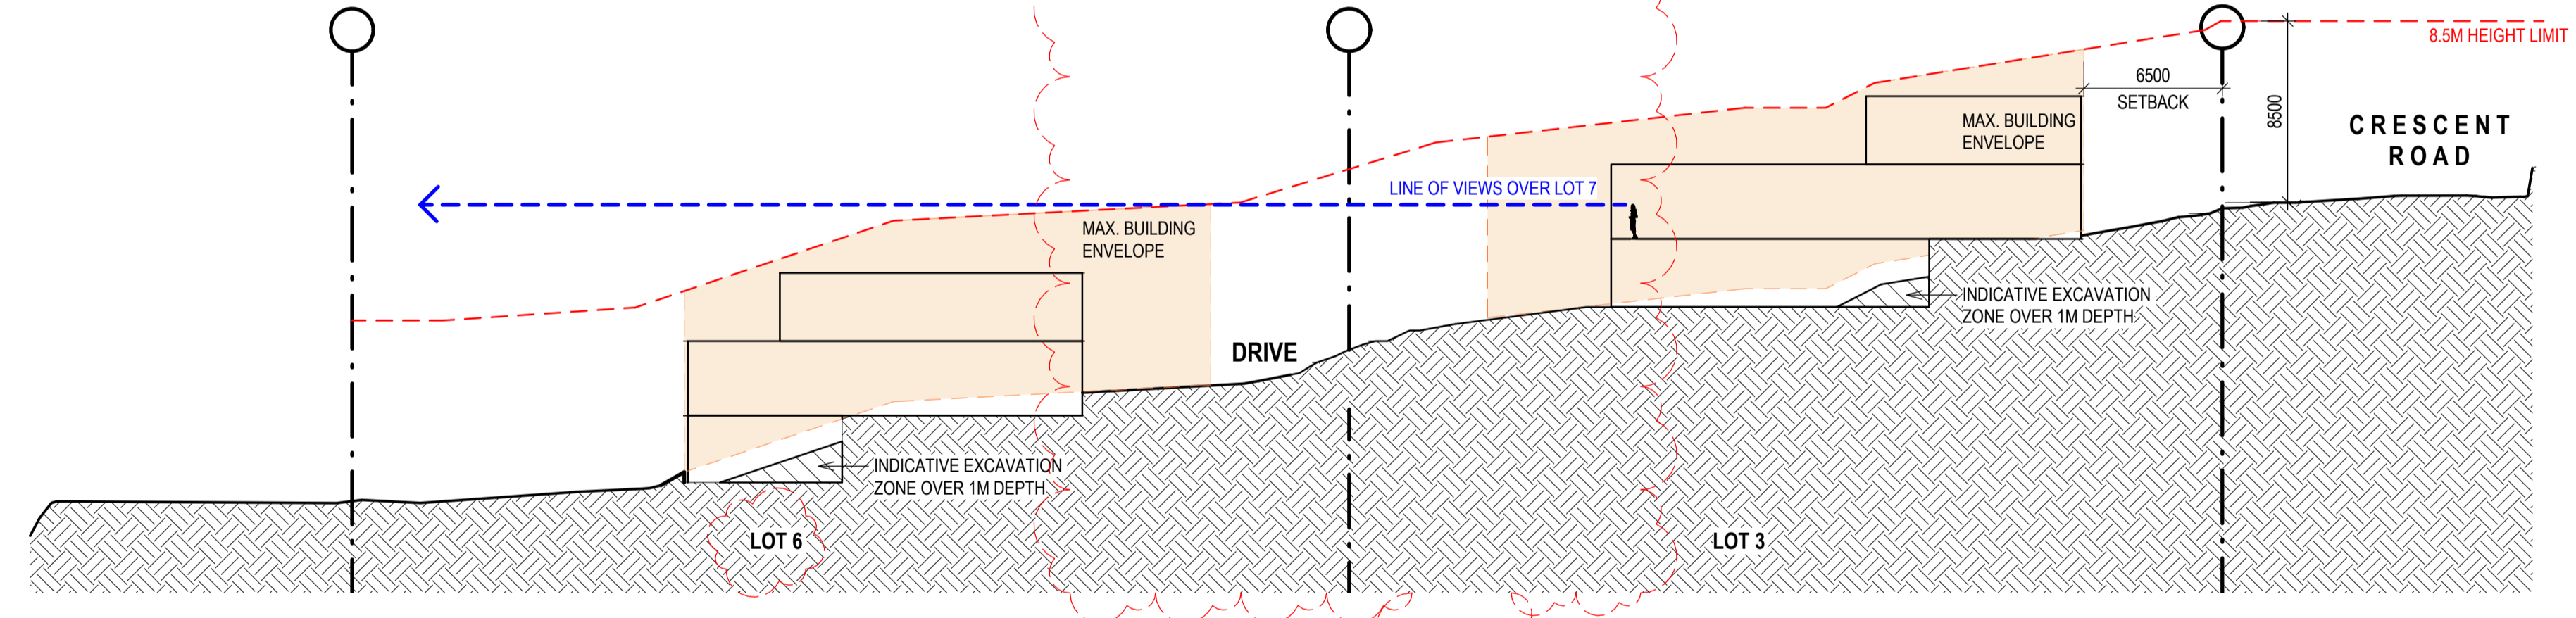 8.5M HEIGHT LIMIT
6500
SETBACK
8500
CRESCENT
ROAD
MAX. BUILDING
ENVELOPE
LINE OF VIEWS OVER LOT 7
MAX. BUILDING
ENVELOPE
INDICATIVE EXCAVATION
ZONE OVER 1M DEPTH
DRIVE
INDICATIVE EXCAVATION
ZONE OVER 1M DEPTH
LOT 6
LOT 3